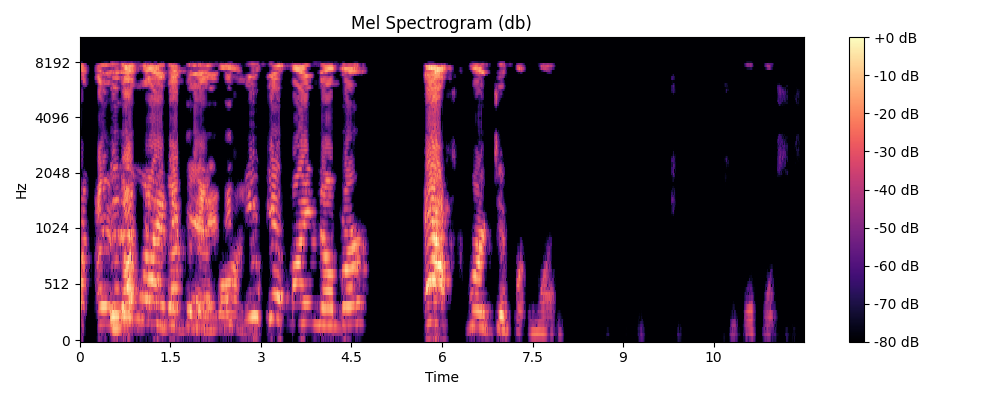 Mel Spectrogram (db)
8192
4096
2048
1024
512
0
Hz
0 1.5 3 4.5 6 7.5 9 10
Time
+0 dB
-10 dB
-20 dB
-30 dB
-40 dB
-50 dB
-60 dB
-70 dB
-80 dB